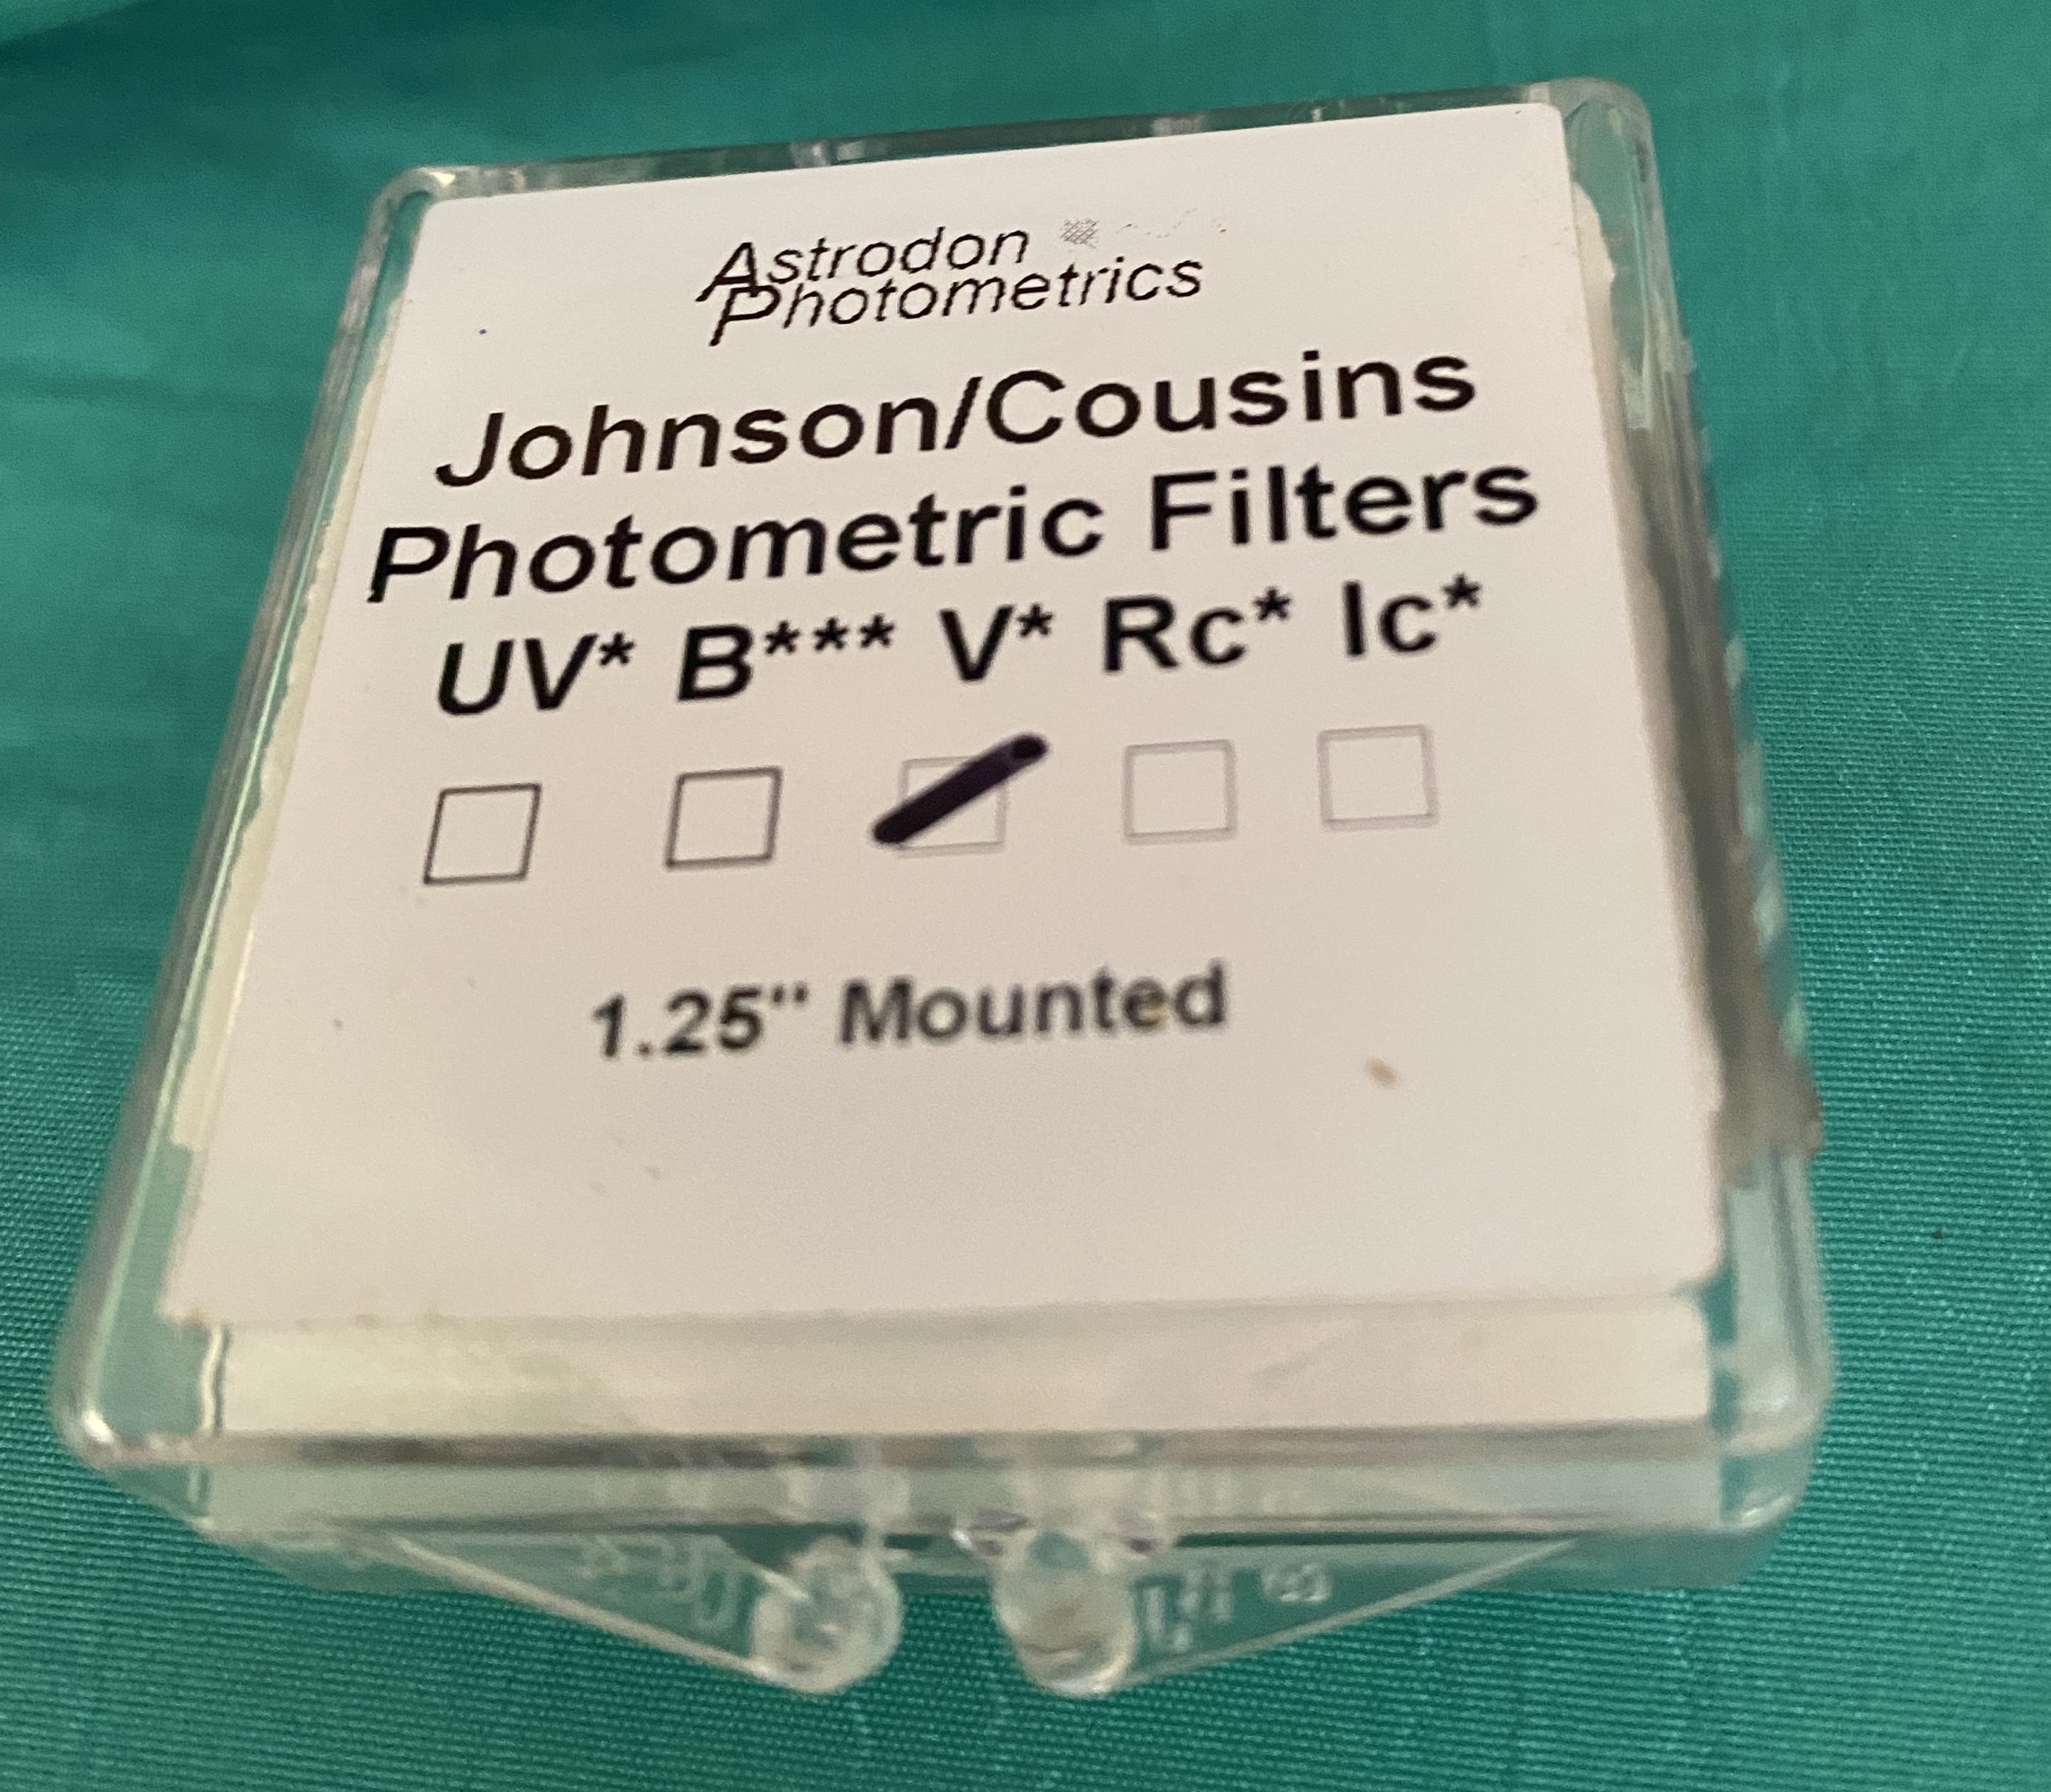 Astrodon
Photometrics
Johnson/Cousins
Photometric Filters
UV* B*** V* Rc* Ic*
1.25" Mounted